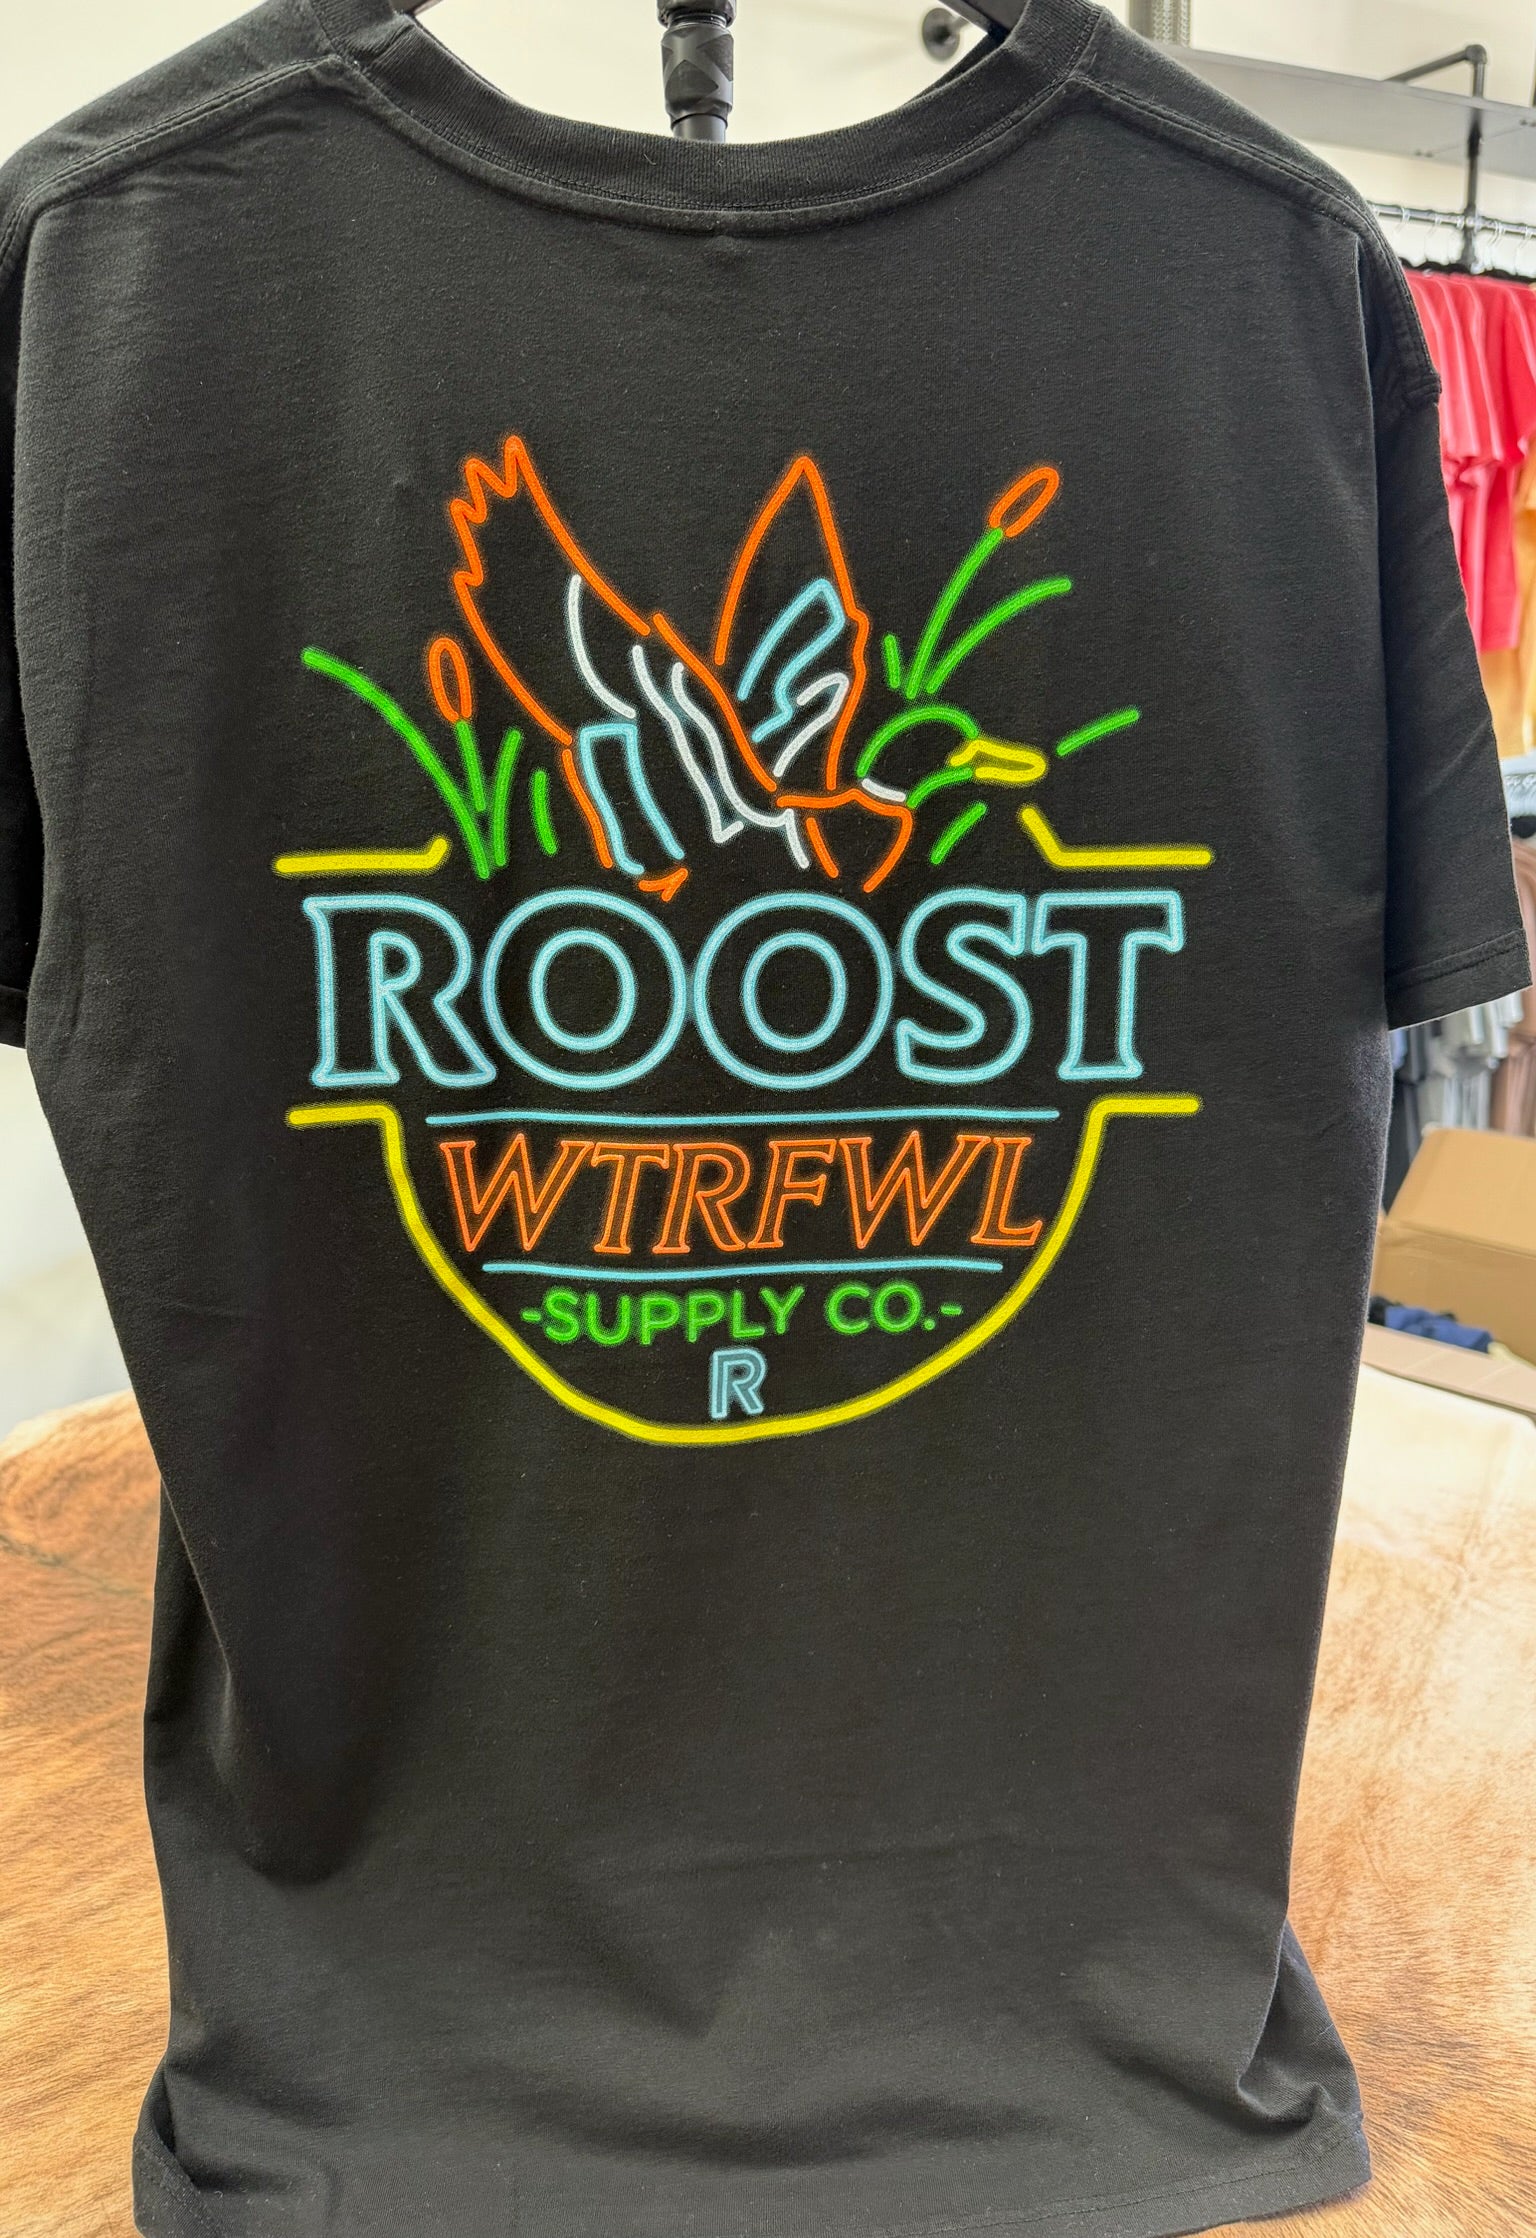 ROOST
WTRFWL
-SUPPLY CO.-
R